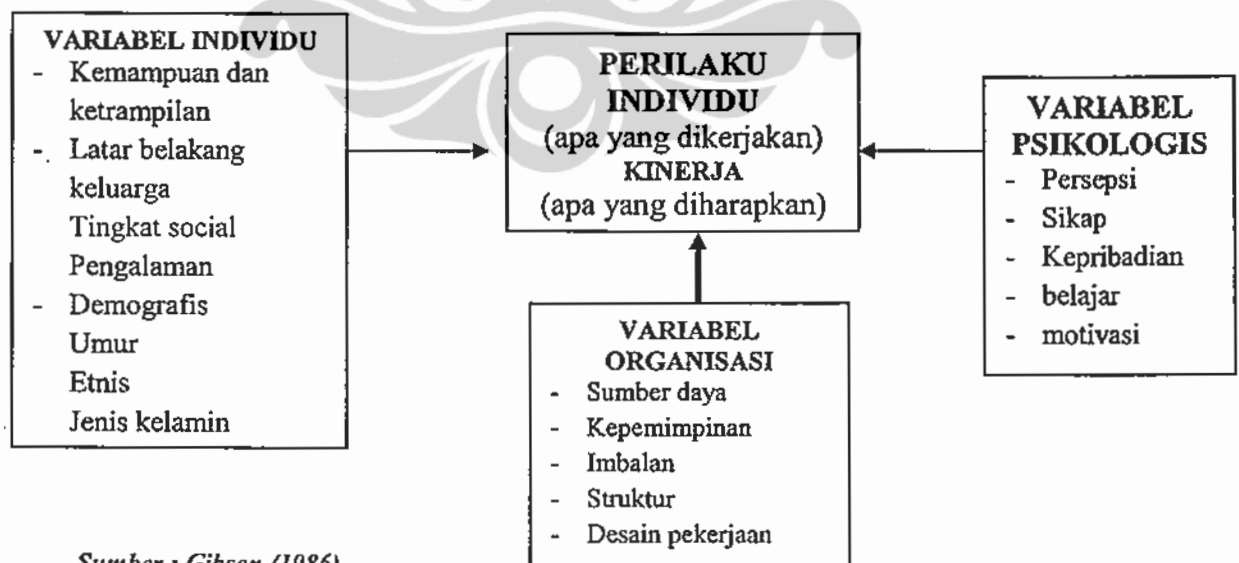 VARIABEL INDIVIDU
- Kemampuan dan
ketrampilan
- Latar belakang
keluarga
Tingkat social
Pengalaman
- Demografis
Umur
Etnis
Jenis kelamin
PERILAKU
INDIVIDU
(apa yang dikerjakan)
KINERJA
(apa yang diharapkan)
VARIABEL
PSIKOLOGIS
- Persepsi
- Sikap
- Kepribadian
- belajar
- motivasi
VARIABEL
ORGANISASI
- Sumber daya
- Kepemimpinan
- Imbalan
- Struktur
- Desain pekerjaan
Sumber : Gibson (1986)